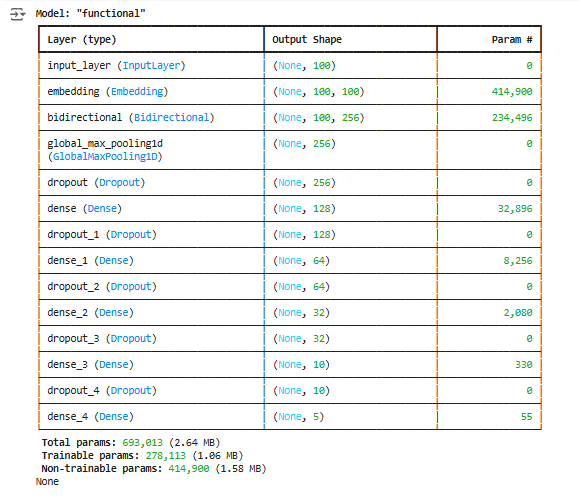 Model: "functional"
Layer (type) Output Shape Param #
input_layer (InputLayer) (None, 100) 0
embedding (Embedding) (None, 100, 100) 414,900
bidirectional (Bidirectional) (None, 100, 256) 234,496
global_max_pooling1d (None, 256) 0
(GlobalMaxPooling1D)
dropout (Dropout) (None, 256) 0
dense (Dense) (None, 128) 32,896
dropout_1 (Dropout) (None, 128) 0
dense_1 (Dense) (None, 64) 8,256
dropout_2 (Dropout) (None, 64) 0
dense_2 (Dense) (None, 32) 2,080
dropout_3 (Dropout) (None, 32) 0
dense_3 (Dense) (None, 10) 330
dropout_4 (Dropout) (None, 10) 0
dense_4 (Dense) (None, 5) 55
Total params: 693,013 (2.64 MB)
Trainable params: 278,113 (1.06 MB)
Non-trainable params: 414,900 (1.58 MB)
None